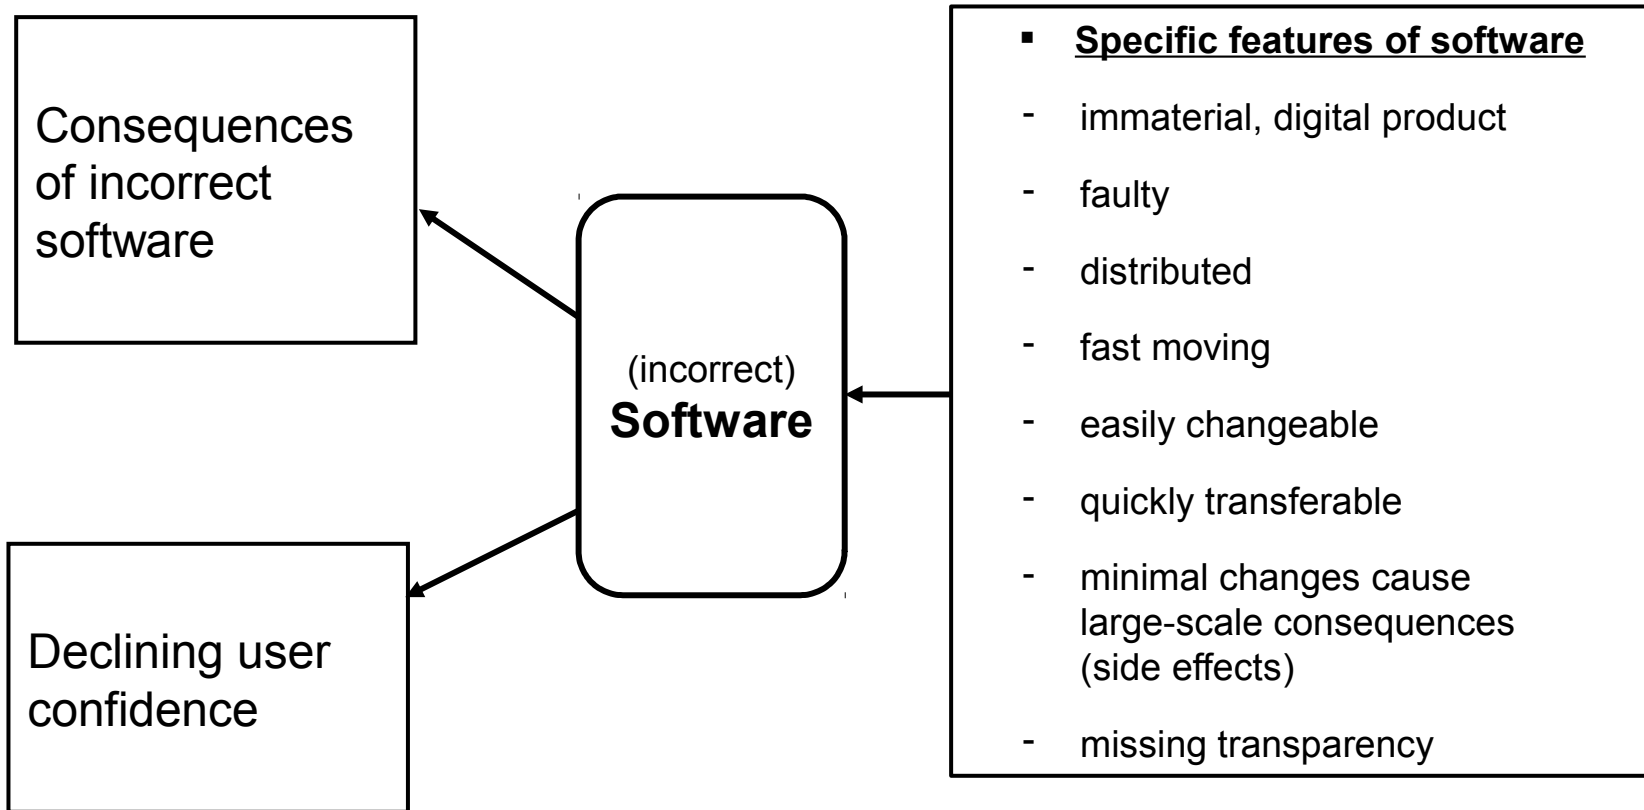 Consequences
of incorrect
software
Declining user
confidence
(incorrect)
Software
▪ Specific features of software
- immaterial, digital product
- faulty
- distributed
- fast moving
- easily changeable
- quickly transferable
- minimal changes cause
large-scale consequences
(side effects)
- missing transparency